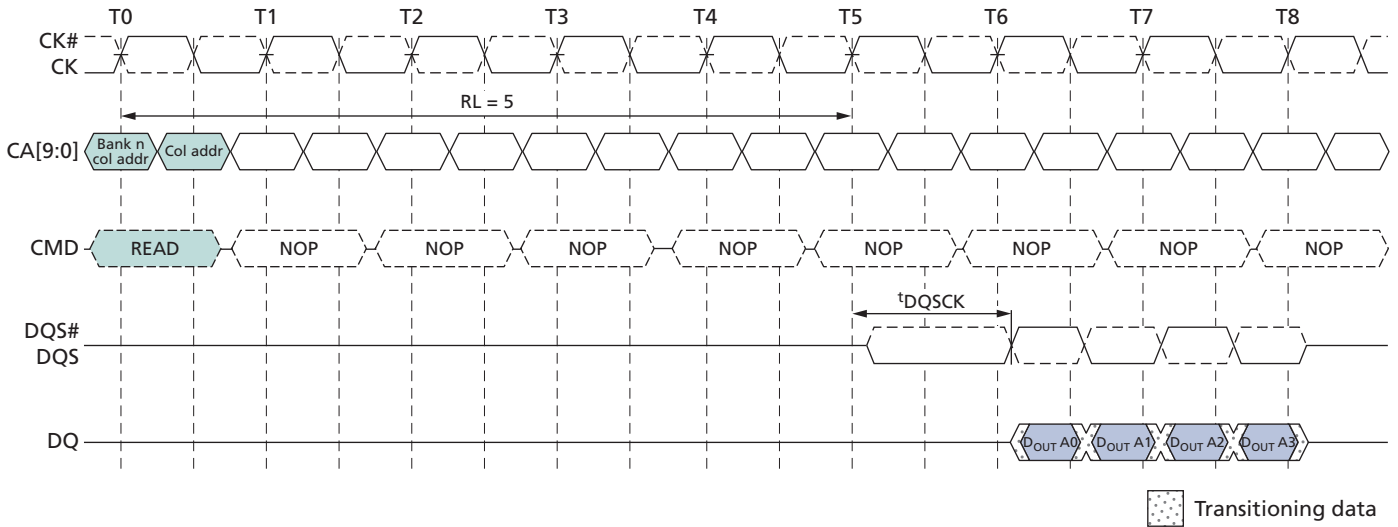 T0 T1 T2 T3 T4 T5 T6 T7 T8
CK#
CK
RL = 5
CA[9:0]
Bank n
col addr
Col addr
CMD
READ NOP NOP NOP NOP NOP NOP NOP NOP
tDQSCK
DQS#
DQS
DQ
DOUT A0 DOUT A1 DOUT A2 DOUT A3
Transitioning data